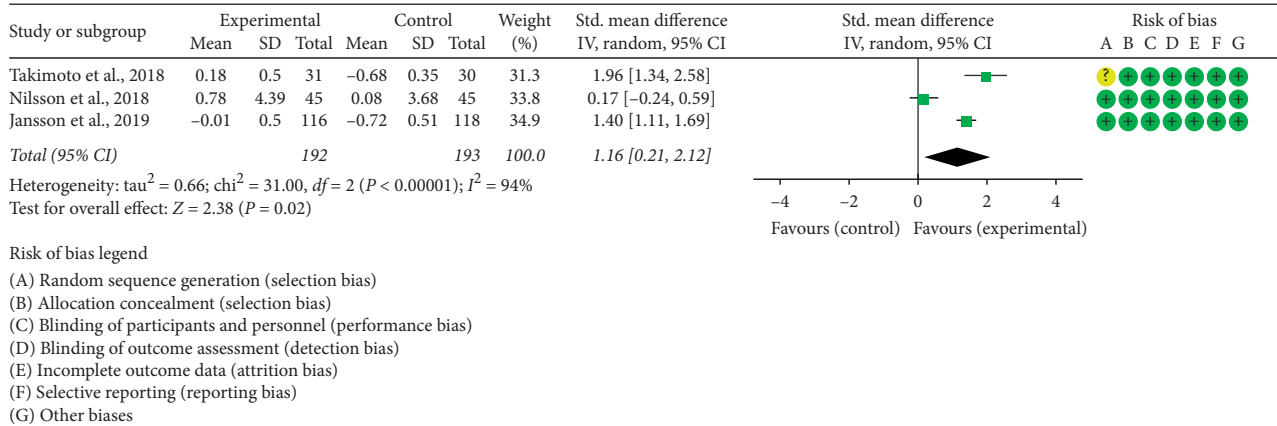 Study or subgroup Experimental Control Weight Std. mean difference Std. mean difference Risk of bias
Mean SD Total Mean SD Total (%) IV, random, 95% CI IV, random, 95% CI A B C D E F G
Takimoto et al., 2018 0.18 0.5 31 −0.68 0.35 30 31.3 1.96 [1.34, 2.58] ? + + + + + +
Nilsson et al., 2018 0.78 4.39 45 0.08 3.68 45 33.8 0.17 [−0.24, 0.59] + + + + + + +
Jansson et al., 2019 −0.01 0.5 116 −0.72 0.51 118 34.9 1.40 [1.11, 1.69] + + + + + + +
Total (95% CI) 192 193 100.0 1.16 [0.21, 2.12]
Heterogeneity: tau² = 0.66; chi² = 31.00, df = 2 (P < 0.00001); I² = 94%
Test for overall effect: Z = 2.38 (P = 0.02)
−4 −2 0 2 4
Favours (control) Favours (experimental)
Risk of bias legend
(A) Random sequence generation (selection bias)
(B) Allocation concealment (selection bias)
(C) Blinding of participants and personnel (performance bias)
(D) Blinding of outcome assessment (detection bias)
(E) Incomplete outcome data (attrition bias)
(F) Selective reporting (reporting bias)
(G) Other biases